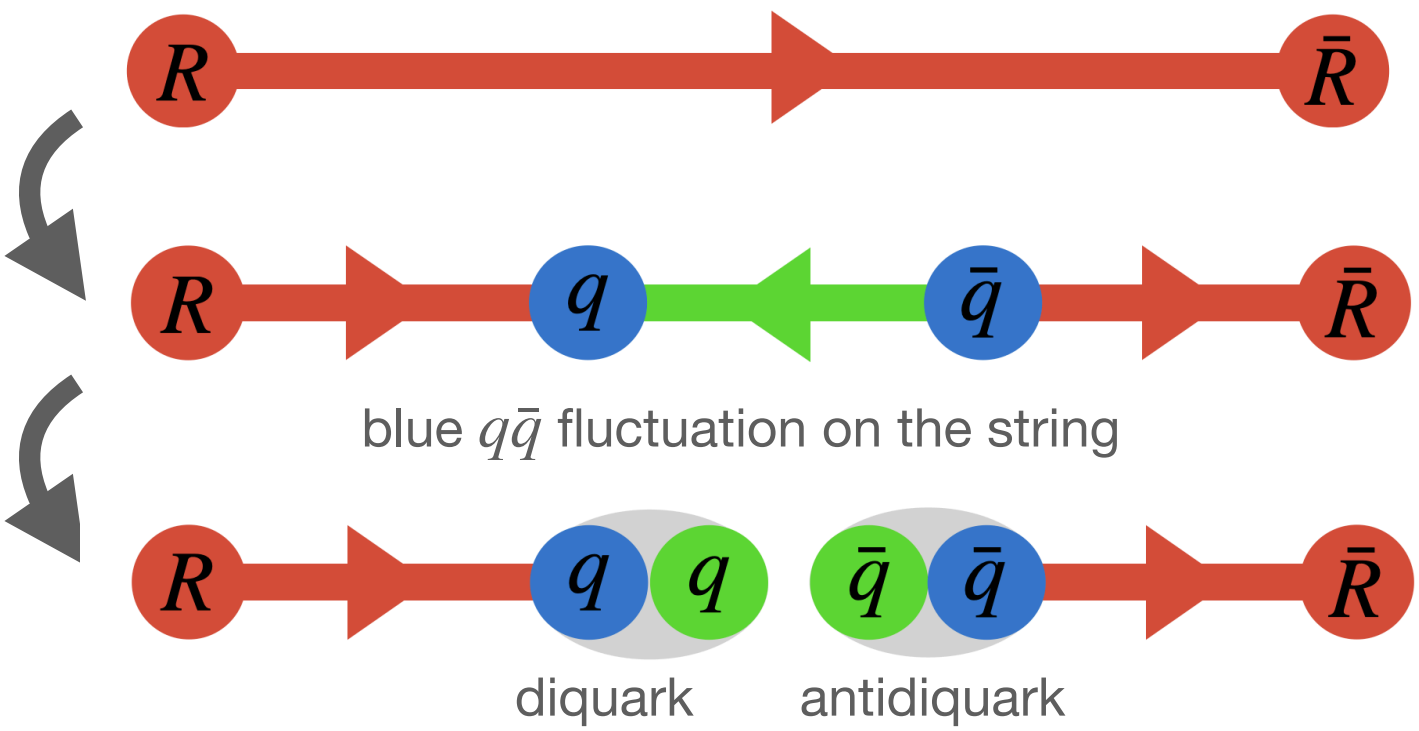 R R̄
R q q̄ R̄
blue qq̄ fluctuation on the string
R q q q̄ q̄ R̄
diquark antidiquark